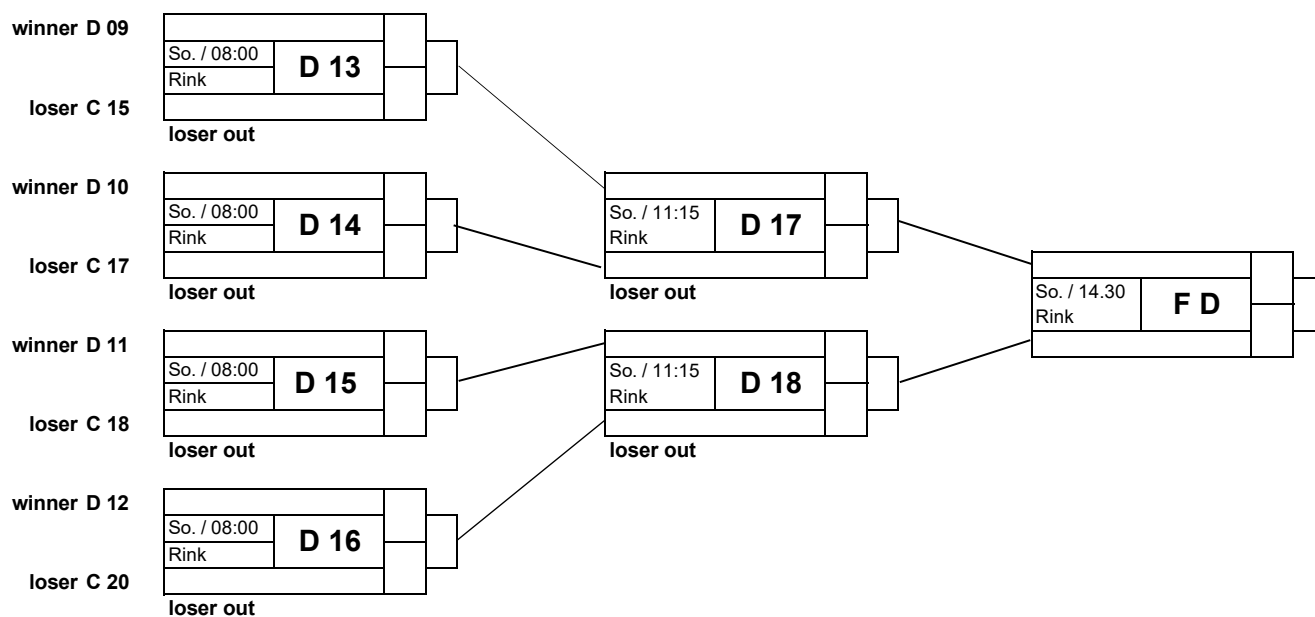 winner D 09
So. / 08:00
D 13
Rink
loser C 15
loser out
winner D 10
So. / 08:00
D 14
Rink
loser C 17
loser out
winner D 11
So. / 08:00
D 15
Rink
loser C 18
loser out
winner D 12
So. / 08:00
D 16
Rink
loser C 20
loser out
So. / 11:15
D 17
Rink
loser out
So. / 11:15
D 18
Rink
loser out
So. / 14.30
F D
Rink